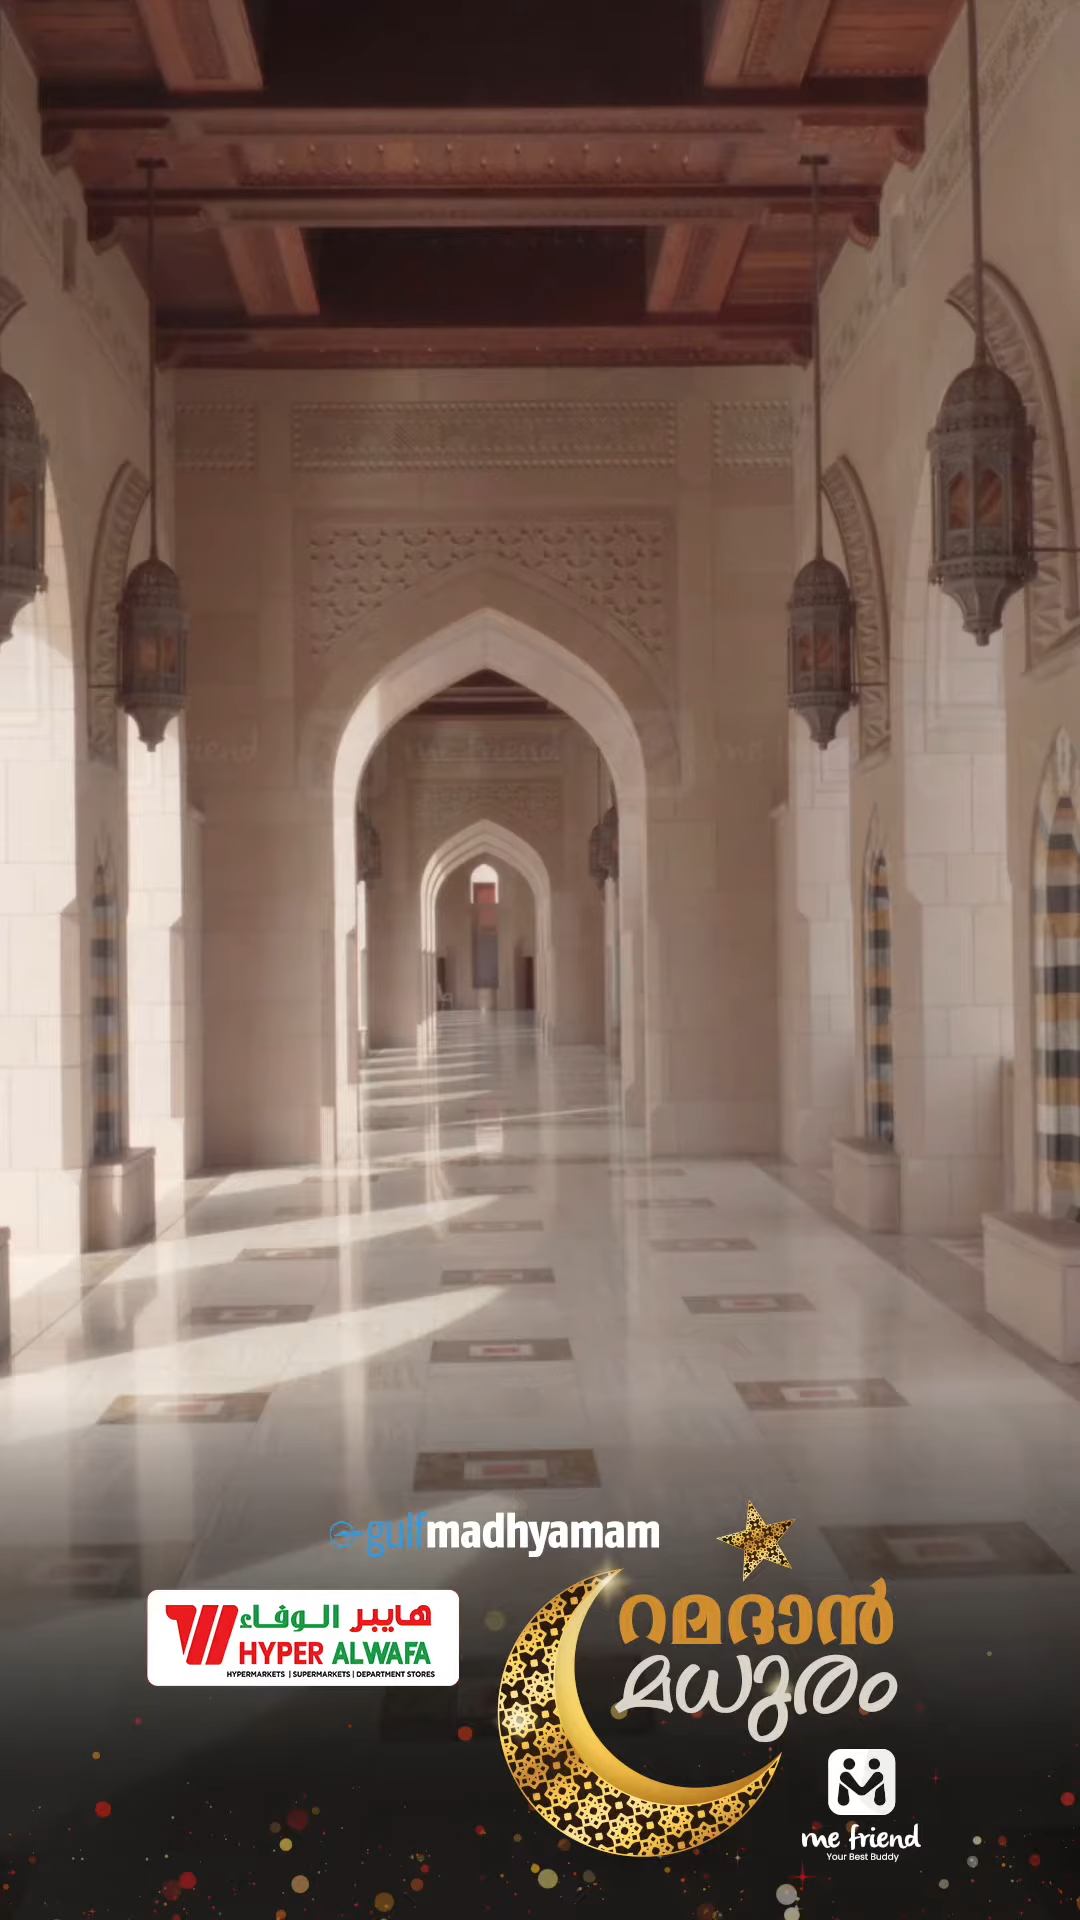 gulfmadhyamam
هايبر الوفاء
HYPER ALWAFA
HYPERMARKETS | SUPERMARKETS | DEPARTMENT STORES
റമദാൻ
മധുരം
me friend
Your Best Buddy